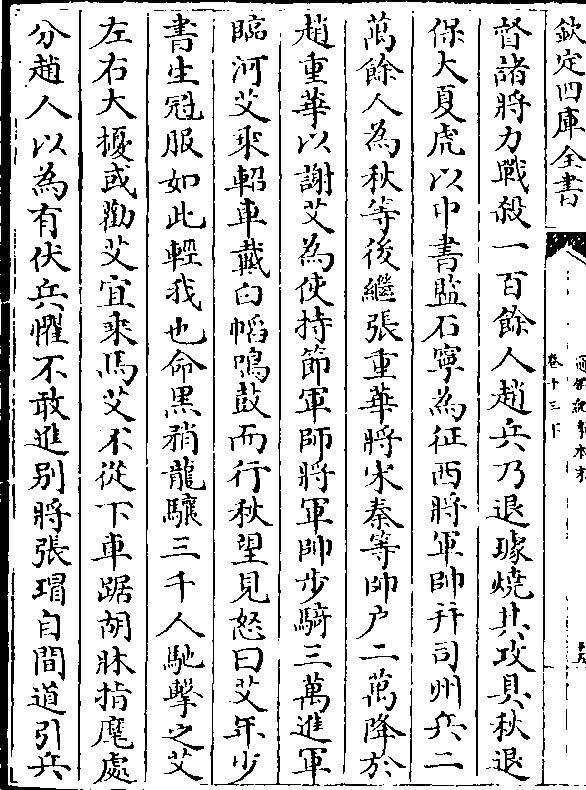 欽定四庫全書
卷十三下
督諸將力戰殺一百餘人趙兵乃退璩燒其攻具秋退
保大夏虎以中書監石寧為征西將軍帥并司州兵二
萬餘人為秋等後繼張重華將宋秦等帥户二萬降於
趙重華以謝艾為使持節軍師將軍帥步騎三萬進軍
臨河艾乘軺車戴白㡌鳴鼓而行秋望見怒曰艾年少
書生冠服如此輕我也命黒矟龍驤三千人馳擊之艾
左右大擾或勸艾宜乘馬艾不從下車踞胡牀指麾處
分趙人以為有伏兵懼不敢進别將張瑁自間道引兵